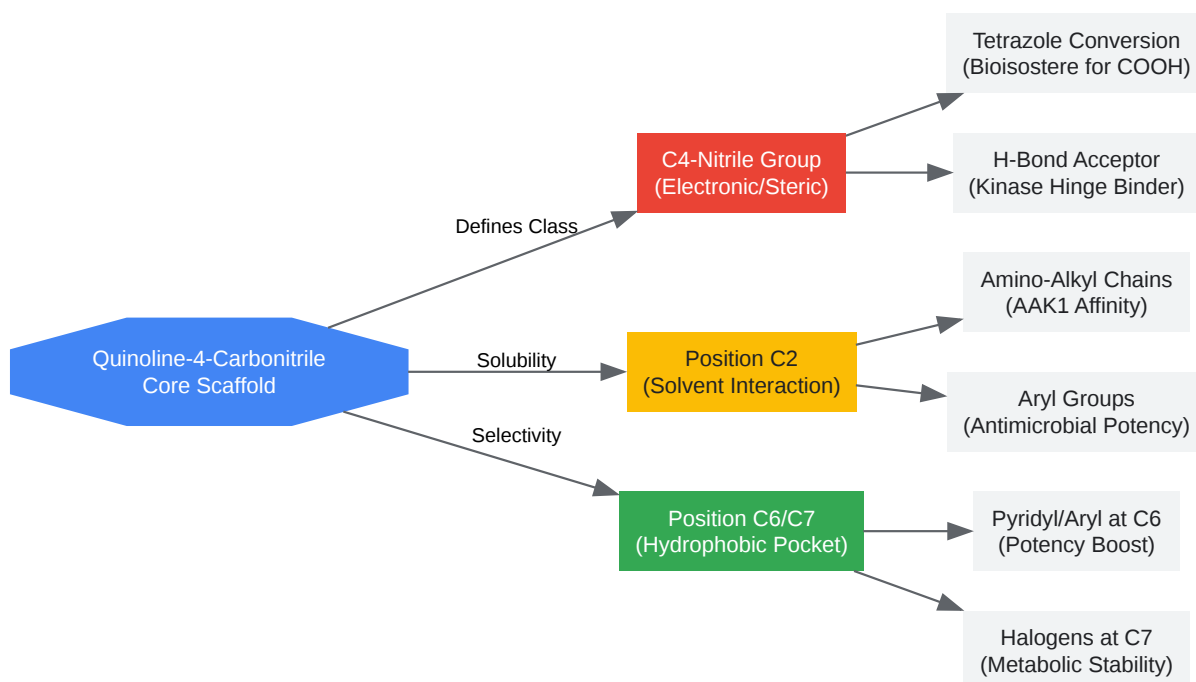 Tetrazole Conversion
(Bioisostere for COOH)
C4-Nitrile Group
(Electronic/Steric)
H-Bond Acceptor
(Kinase Hinge Binder)
Defines Class
Amino-Alkyl Chains
(AAK1 Affinity)
Quinoline-4-Carbonitrile
Core Scaffold
Solubility
Position C2
(Solvent Interaction)
Aryl Groups
(Antimicrobial Potency)
Selectivity
Position C6/C7
(Hydrophobic Pocket)
Pyridyl/Aryl at C6
(Potency Boost)
Halogens at C7
(Metabolic Stability)